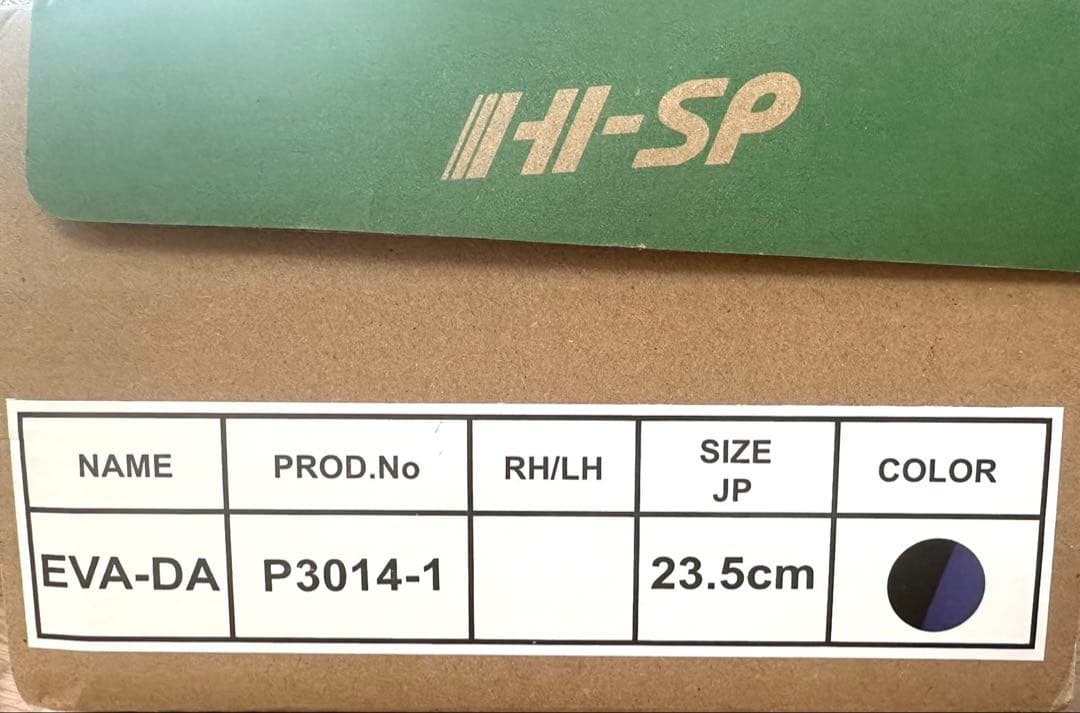 HI-SP
NAME PROD.No RH/LH SIZE JP COLOR
EVA-DA P3014-1 23.5cm